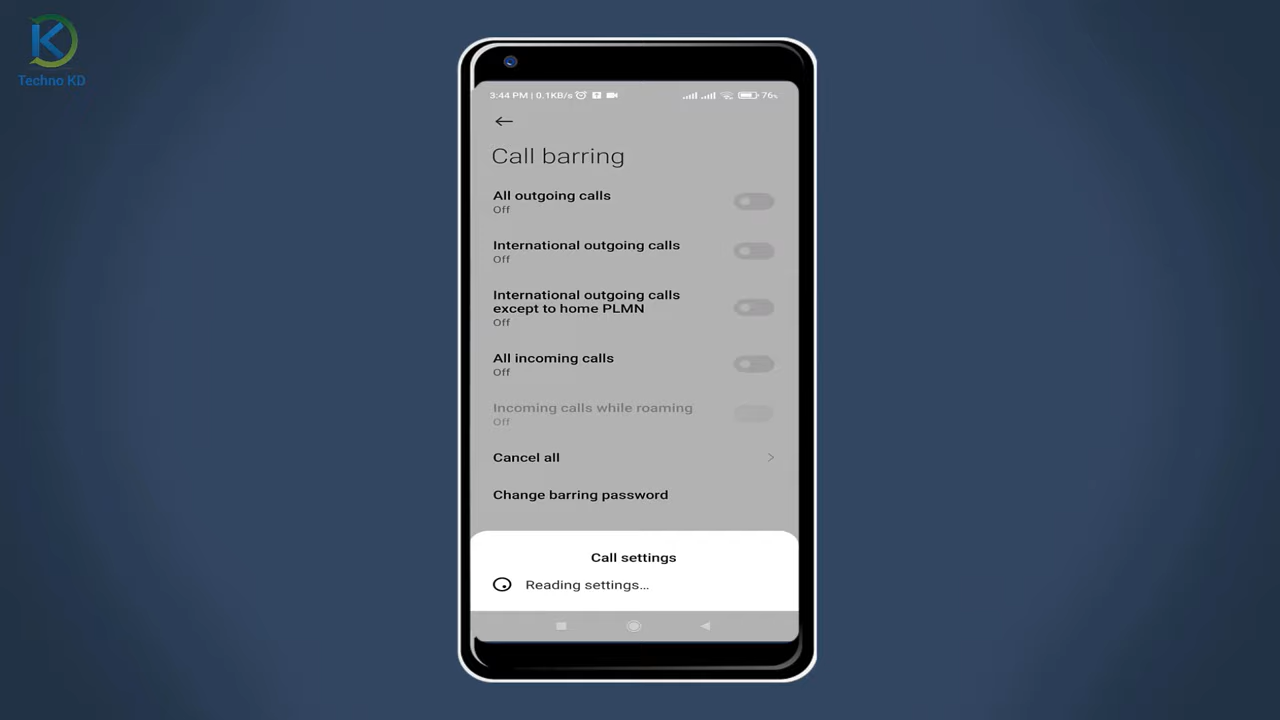 K
Techno KD
3:44 PM | 0.1KB/s 76
Call barring
All outgoing calls
Off
International outgoing calls
Off
International outgoing calls
except to home PLMN
Off
All incoming calls
Off
Incoming calls while roaming
Off
Cancel all
Change barring password
Call settings
Reading settings...